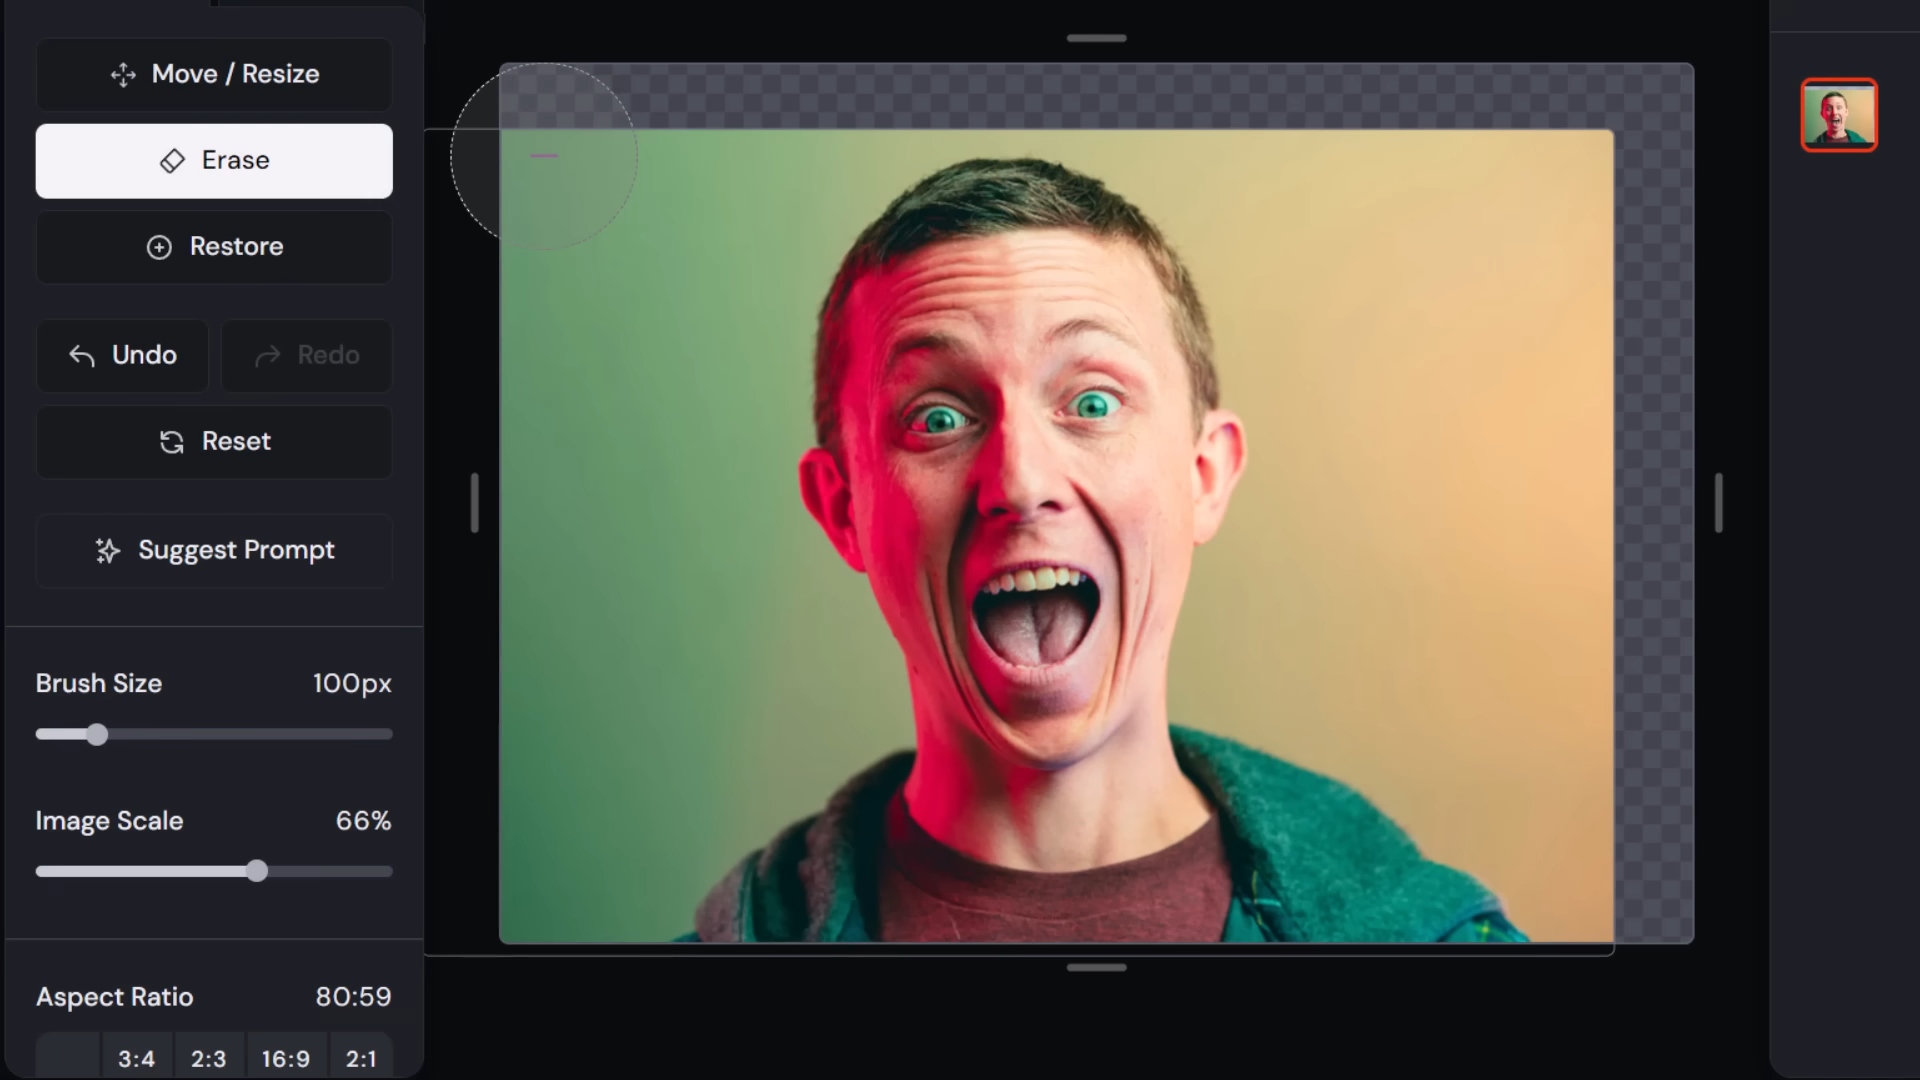 Move / Resize
Erase
Restore
Undo
Redo
Reset
Suggest Prompt
Brush Size 100px
Image Scale 66%
Aspect Ratio 80:59
3:4 2:3 16:9 2:1